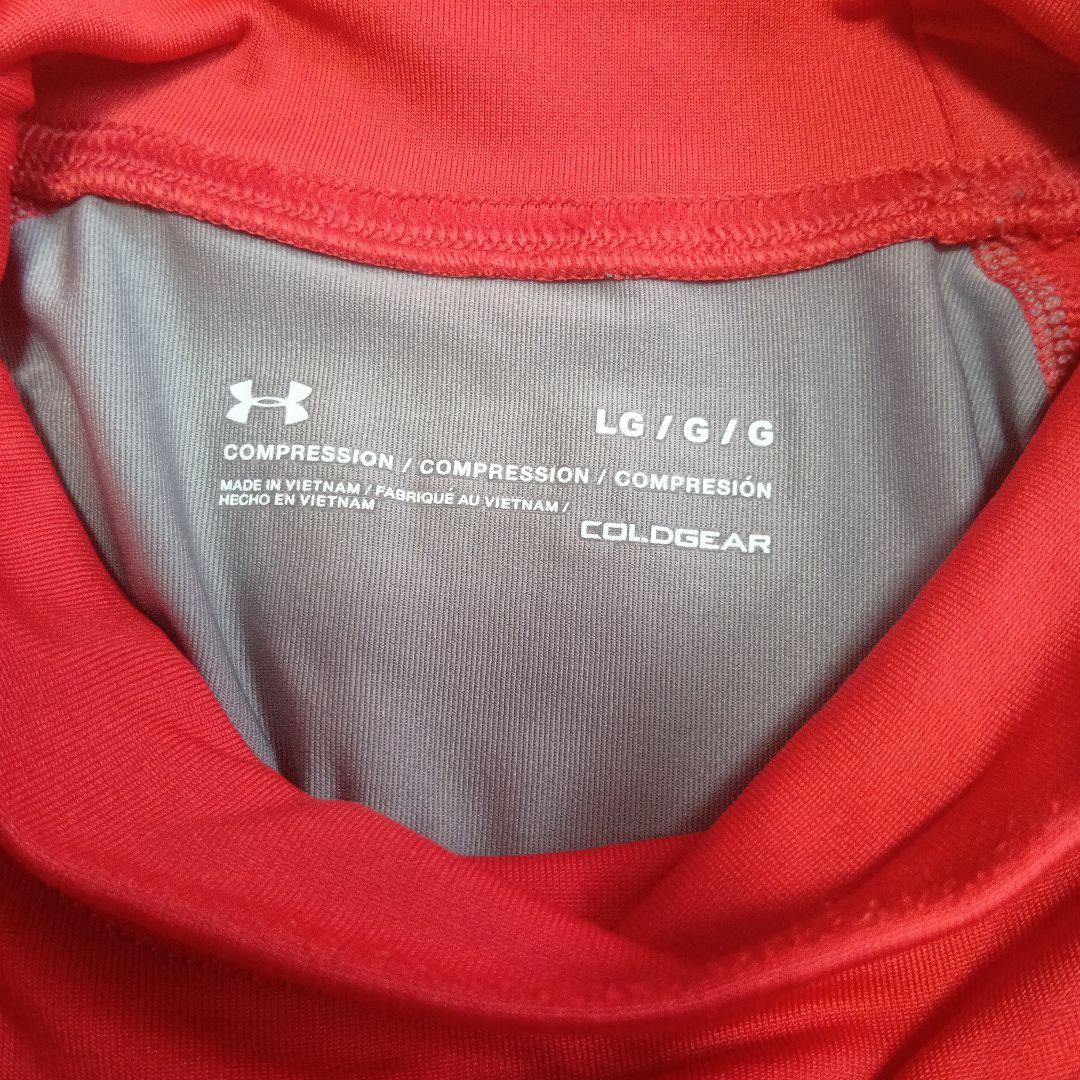 LG / G / G
COMPRESSION / COMPRESSION / COMPRESIÓN
MADE IN VIETNAM / FABRIQUÉ AU VIETNAM /
HECHO EN VIETNAM
COLDGEAR